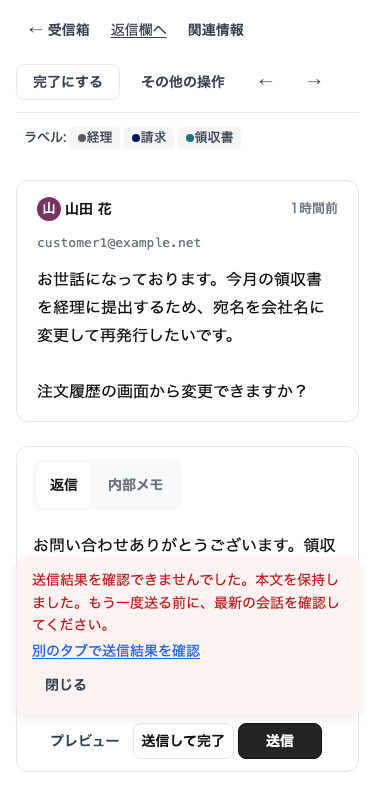 ← 受信箱 返信欄へ 関連情報
完了にする その他の操作 ← →
ラベル: 経理 請求 領収書
山 山田 花 1時間前
customer1@example.net
お世話になっております。今月の領収書
を経理に提出するため、宛名を会社名に
変更して再発行したいです。
注文履歴の画面から変更できますか？
返信 内部メモ
お問い合わせありがとうございます。領収
送信結果を確認できませんでした。本文を保持し
ました。もう一度送る前に、最新の会話を確認し
てください。
別のタブで送信結果を確認
閉じる
プレビュー 送信して完了 送信